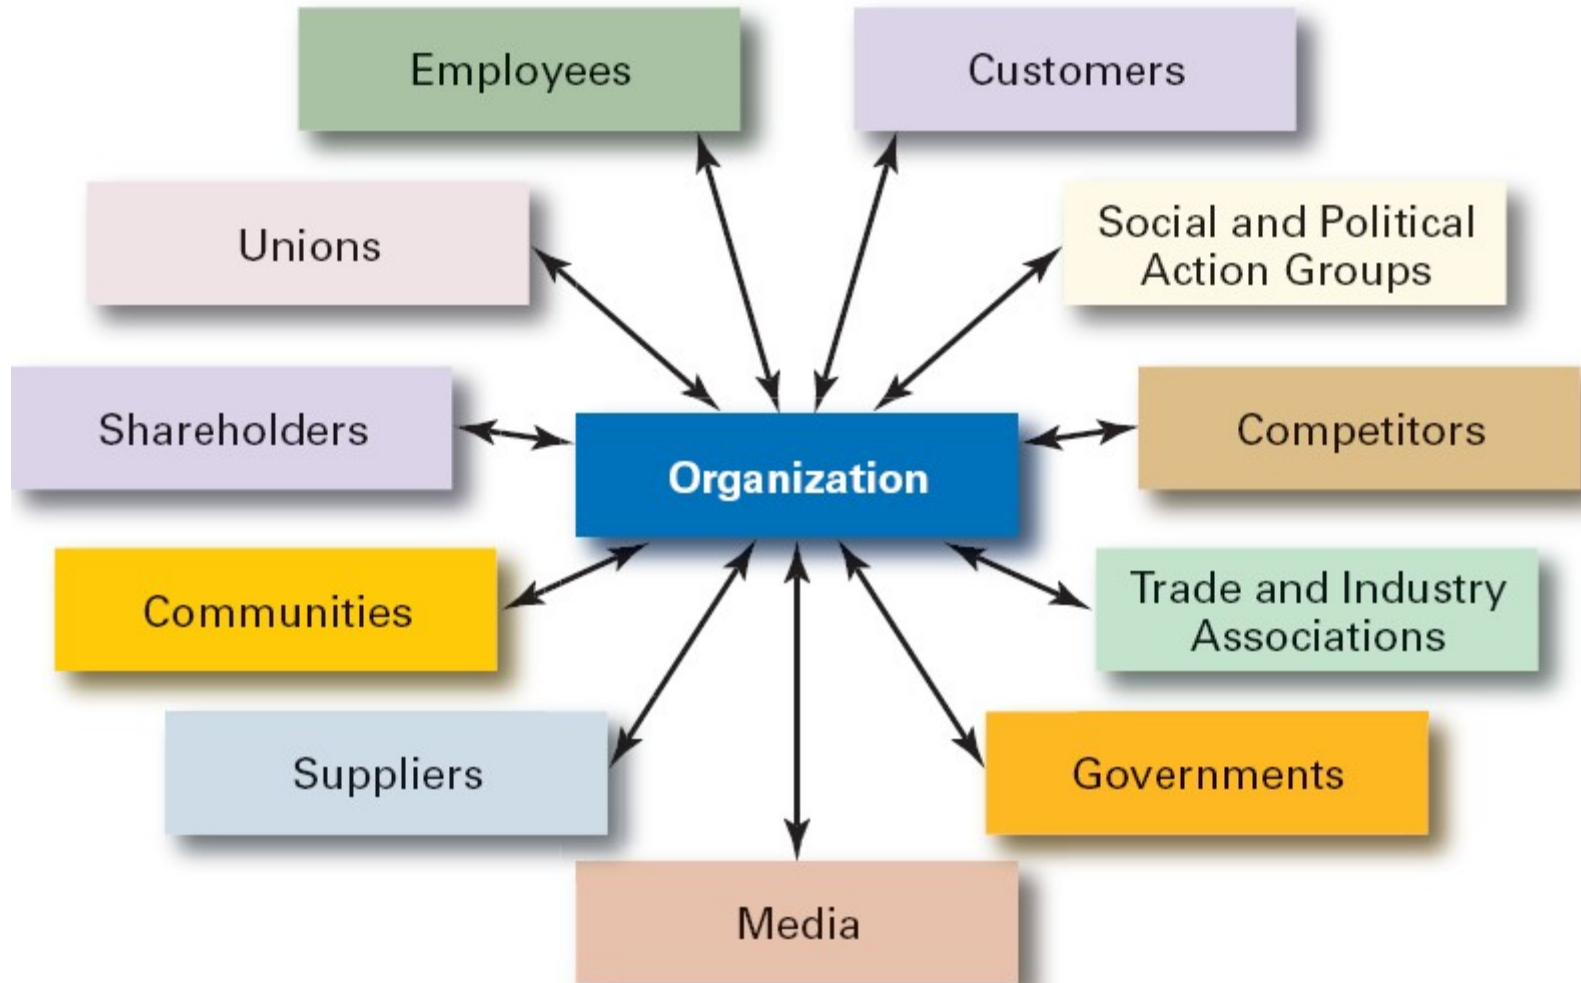 Employees
Customers
Unions
Social and Political
Action Groups
Shareholders
Organization
Competitors
Communities
Trade and Industry
Associations
Suppliers
Governments
Media